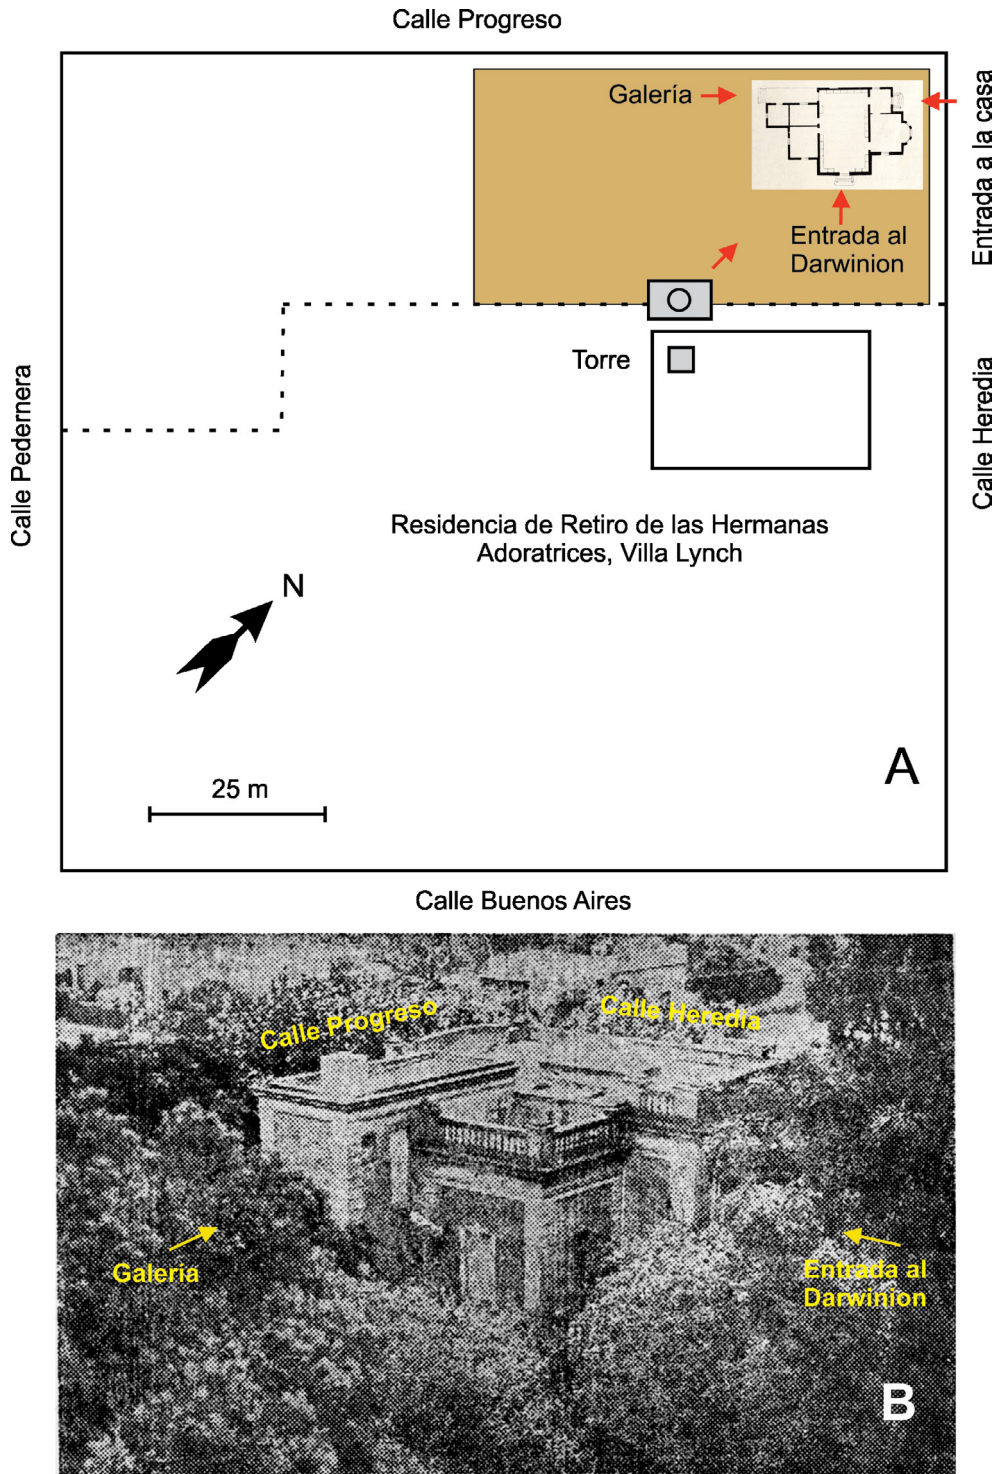 Calle Progreso
Galería
Entrada a la casa
Entrada al
Darwinion
Torre
Calle Pedernera
Calle Heredia
Residencia de Retiro de las Hermanas
Adoratrices, Villa Lynch
N
25 m
A
Calle Buenos Aires
Calle Progreso
Calle Heredia
Galería
Entrada al
Darwinion
B